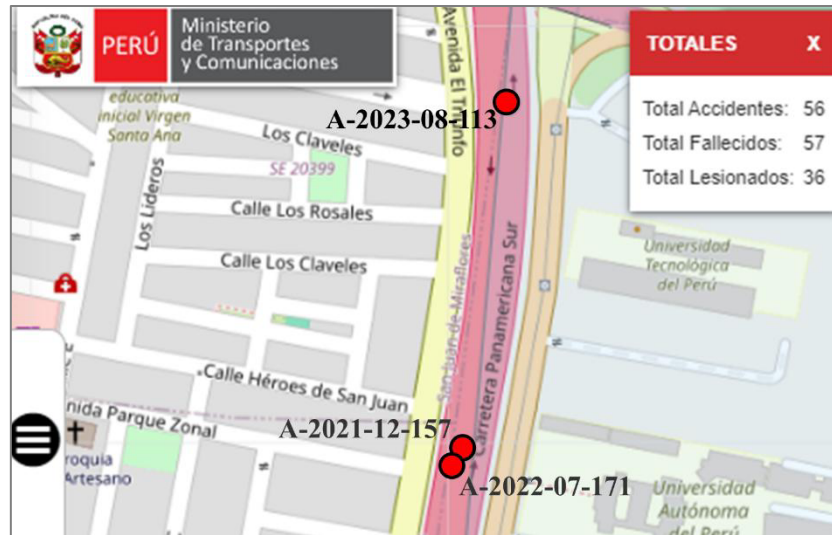 PERÚ
Ministerio
de Transportes
y Comunicaciones
TOTALES X
Total Accidentes: 56
Total Fallecidos: 57
Total Lesionados: 36
educativa
inicial Virgen
Santa Ana
Avenida El Triunfo
A-2023-08-113
Los Claveles
SE 20399
Los Lideros
Calle Los Rosales
Calle Los Claveles
San Juan de Miraflores
Carretera Panamericana Sur
Universidad
Tecnológica
del Perú
Calle Héroes de San Juan
nida Parque Zonal
A-2021-12-157
roquia
Artesano
A-2022-07-171
Universidad
Autónoma
del Perú